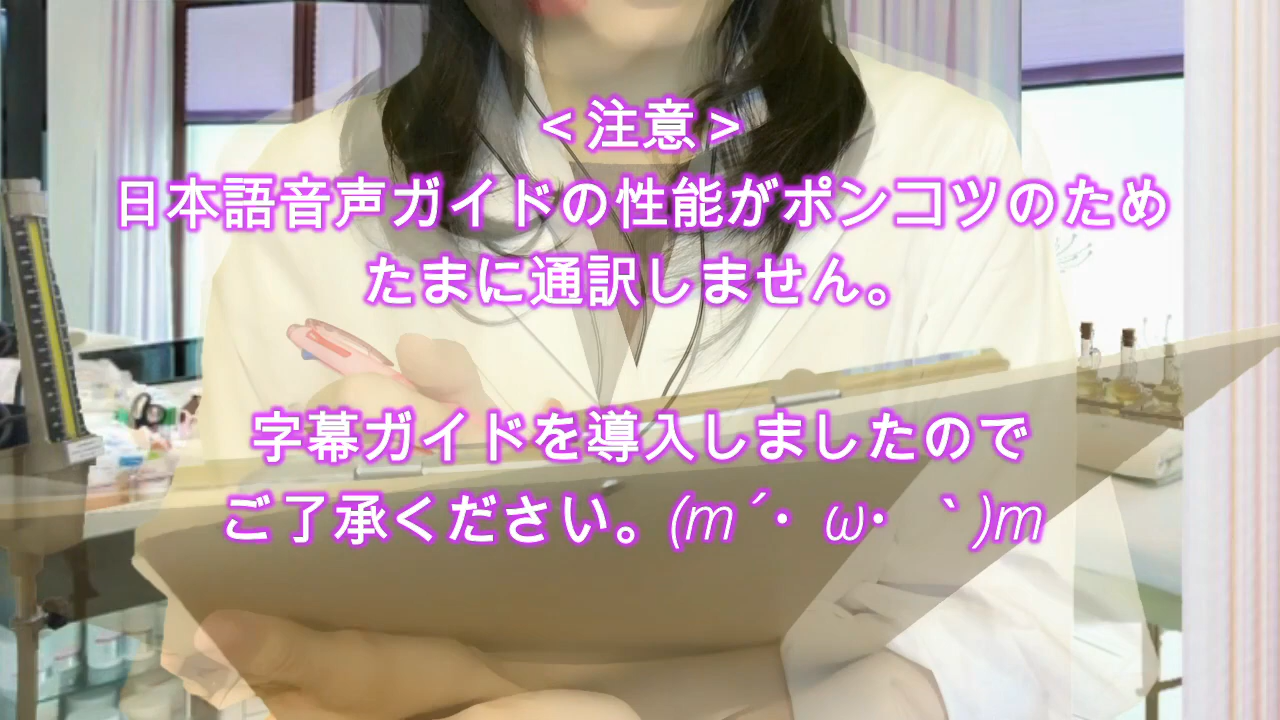 ＜注意＞
日本語音声ガイドの性能がポンコツのため
たまに通訳しません。
字幕ガイドを導入しましたので
ご了承ください。(m´・ω・｀)m